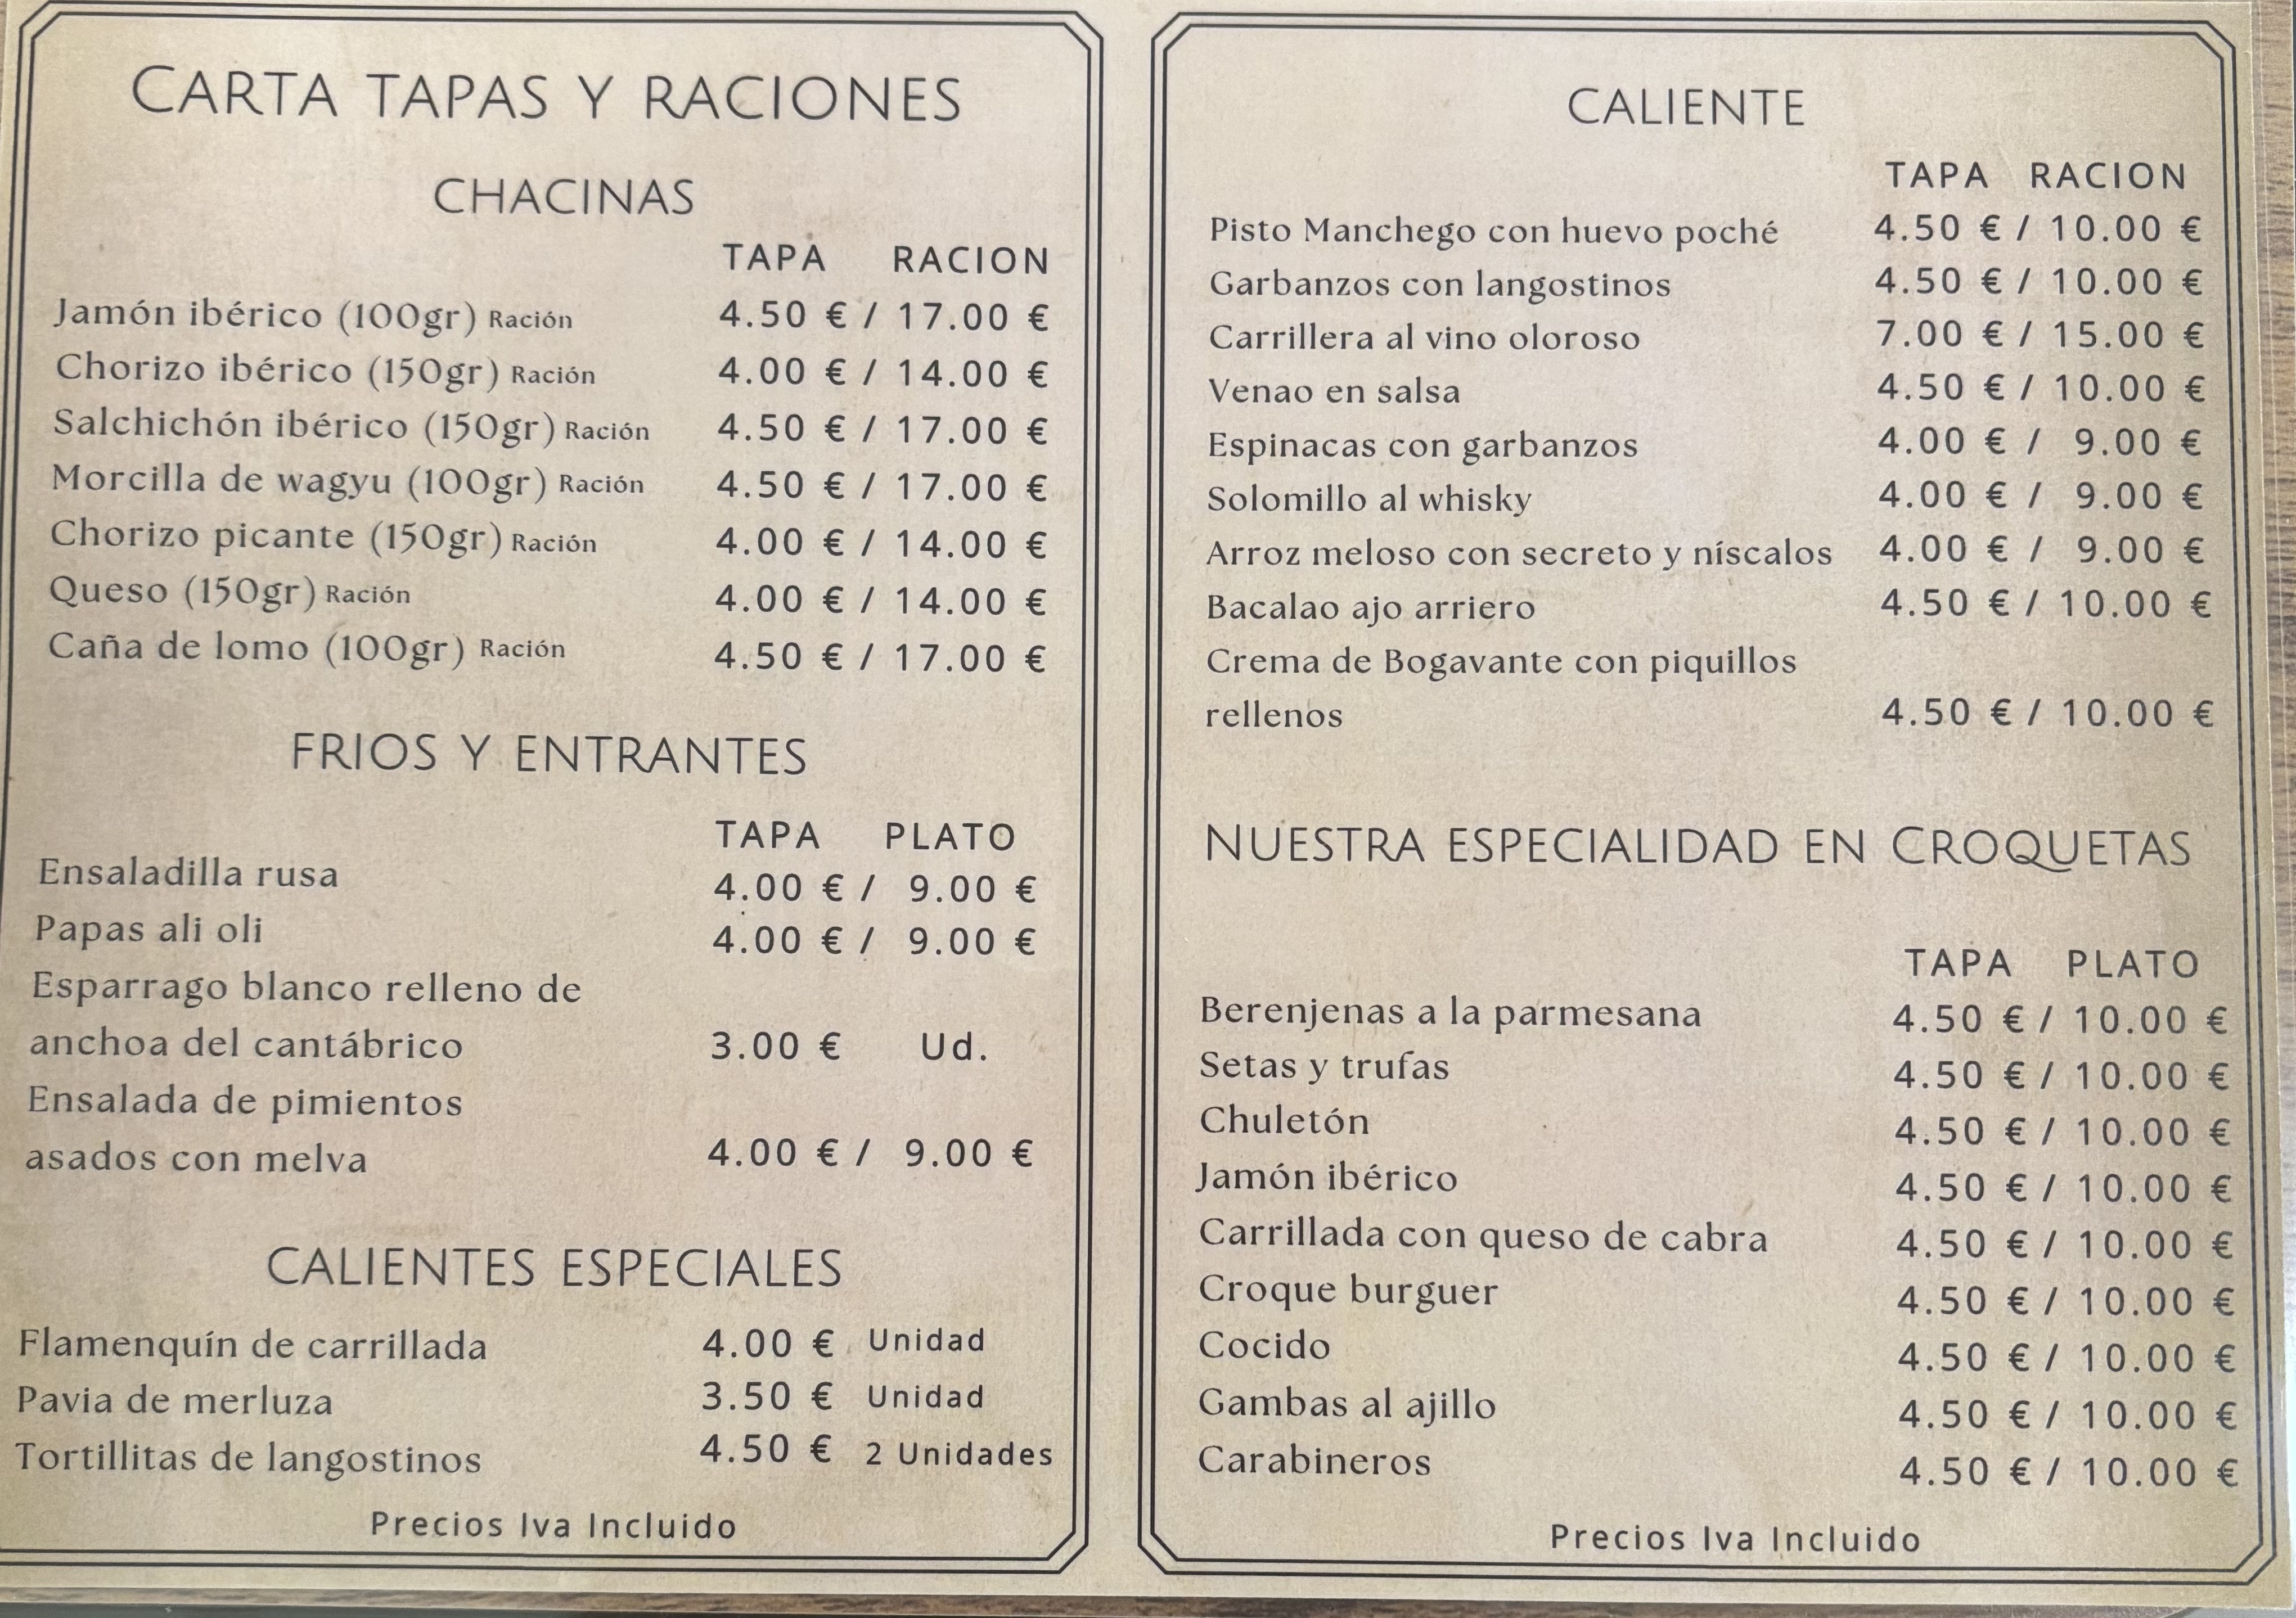 CARTA TAPAS Y RACIONES
CHACINAS
TAPA RACION
Jamón ibérico (100gr) Ración 4.50 € / 17.00 €
Chorizo ibérico (150gr) Ración 4.00 € / 14.00 €
Salchichón ibérico (150gr) Ración 4.50 € / 17.00 €
Morcilla de wagyu (100gr) Ración 4.50 € / 17.00 €
Chorizo picante (150gr) Ración 4.00 € / 14.00 €
Queso (150gr) Ración 4.00 € / 14.00 €
Caña de lomo (100gr) Ración 4.50 € / 17.00 €
FRIOS Y ENTRANTES
TAPA PLATO
Ensaladilla rusa 4.00 € / 9.00 €
Papas ali oli 4.00 € / 9.00 €
Esparrago blanco relleno de
anchoa del cantábrico 3.00 € Ud.
Ensalada de pimientos
asados con melva 4.00 € / 9.00 €
CALIENTES ESPECIALES
Flamenquín de carrillada 4.00 € Unidad
Pavia de merluza 3.50 € Unidad
Tortillitas de langostinos 4.50 € 2 Unidades
Precios Iva Incluido
CALIENTE
TAPA RACION
Pisto Manchego con huevo poché 4.50 € / 10.00 €
Garbanzos con langostinos 4.50 € / 10.00 €
Carrillera al vino oloroso 7.00 € / 15.00 €
Venao en salsa 4.50 € / 10.00 €
Espinacas con garbanzos 4.00 € / 9.00 €
Solomillo al whisky 4.00 € / 9.00 €
Arroz meloso con secreto y níscalos 4.00 € / 9.00 €
Bacalao ajo arriero 4.50 € / 10.00 €
Crema de Bogavante con piquillos
rellenos 4.50 € / 10.00 €
NUESTRA ESPECIALIDAD EN CROQUETAS
TAPA PLATO
Berenjenas a la parmesana 4.50 € / 10.00 €
Setas y trufas 4.50 € / 10.00 €
Chuletón 4.50 € / 10.00 €
Jamón ibérico 4.50 € / 10.00 €
Carrillada con queso de cabra 4.50 € / 10.00 €
Croque burguer 4.50 € / 10.00 €
Cocido 4.50 € / 10.00 €
Gambas al ajillo 4.50 € / 10.00 €
Carabineros 4.50 € / 10.00 €
Precios Iva Incluido